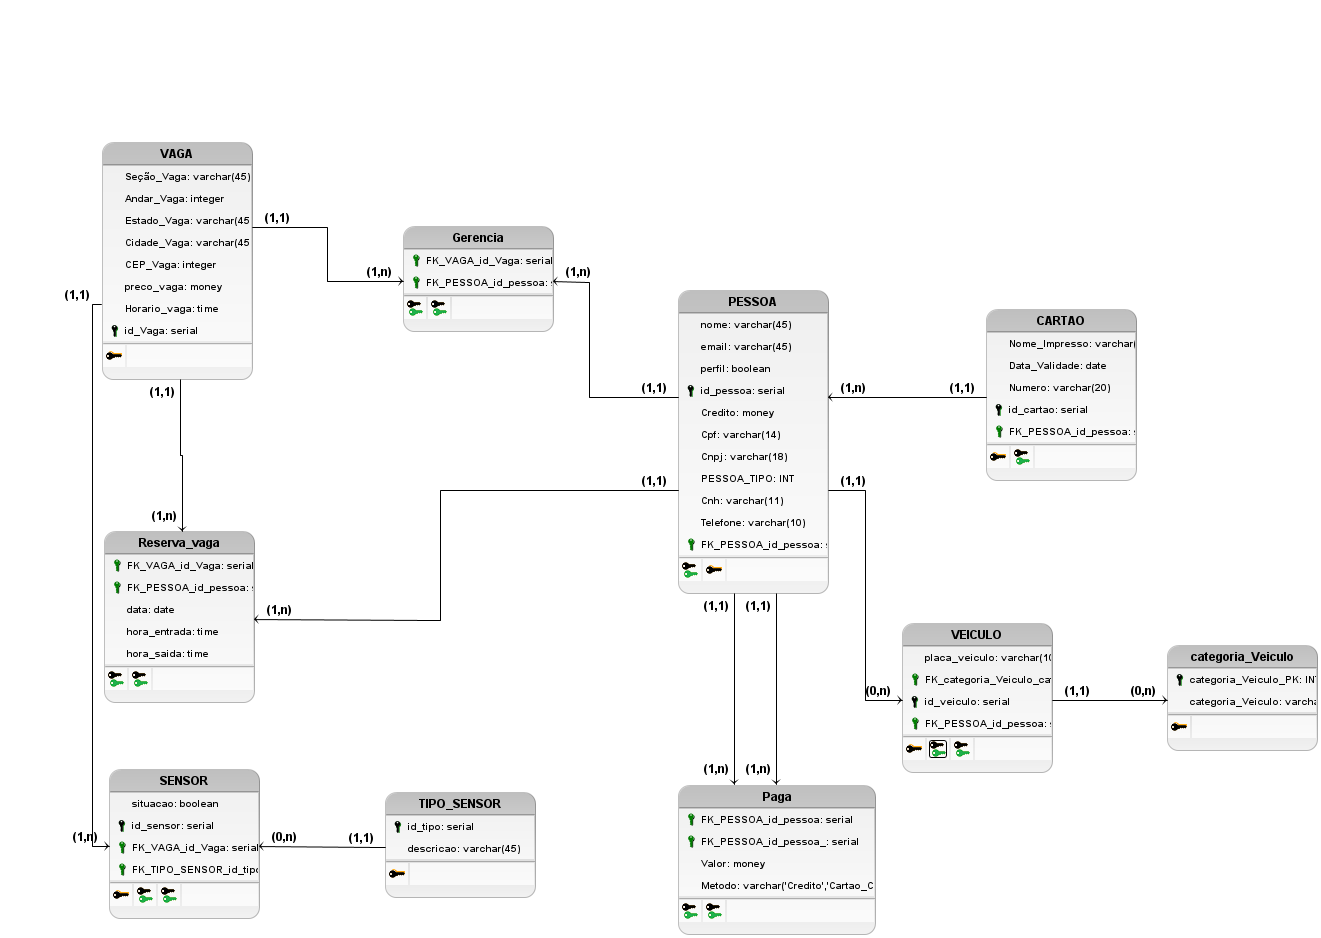 VAGA
Seção_Vaga: varchar(45)
Andar_Vaga: integer
Estado_Vaga: varchar(45
Cidade_Vaga: varchar(45
CEP_Vaga: integer
preco_vaga: money
Horario_vaga: time
id_Vaga: serial
(1,1)
(1,1)
(1,1)
Gerencia
FK_VAGA_id_Vaga: serial
FK_PESSOA_id_pessoa:
(1,n)
(1,n)
PESSOA
nome: varchar(45)
email: varchar(45)
perfil: boolean
id_pessoa: serial
Credito: money
Cpf: varchar(14)
Cnpj: varchar(18)
PESSOA_TIPO: INT
Cnh: varchar(11)
Telefone: varchar(10)
FK_PESSOA_id_pessoa: s
(1,1)
(1,1)
(1,n)
(1,1)
(1,1)
(1,1)
(1,1)
CARTAO
Nome_Impresso: varchar(
Data_Validade: date
Numero: varchar(20)
id_cartao: serial
FK_PESSOA_id_pessoa: s
Reserva_vaga
FK_VAGA_id_Vaga: serial
FK_PESSOA_id_pessoa: s
data: date
hora_entrada: time
hora_saida: time
(1,n)
(1,n)
VEICULO
placa_veiculo: varchar(10
FK_categoria_Veiculo_ca
id_veiculo: serial
FK_PESSOA_id_pessoa: s
(0,n)
(1,1)
(0,n)
categoria_Veiculo
categoria_Veiculo_PK: IN
categoria_Veiculo: varcha
SENSOR
situacao: boolean
id_sensor: serial
FK_VAGA_id_Vaga: serial
FK_TIPO_SENSOR_id_tipo
(1,n)
(0,n)
(1,1)
TIPO_SENSOR
id_tipo: serial
descricao: varchar(45)
(1,n)
(1,n)
Paga
FK_PESSOA_id_pessoa: serial
FK_PESSOA_id_pessoa_: serial
Valor: money
Metodo: varchar('Credito','Cartao_C